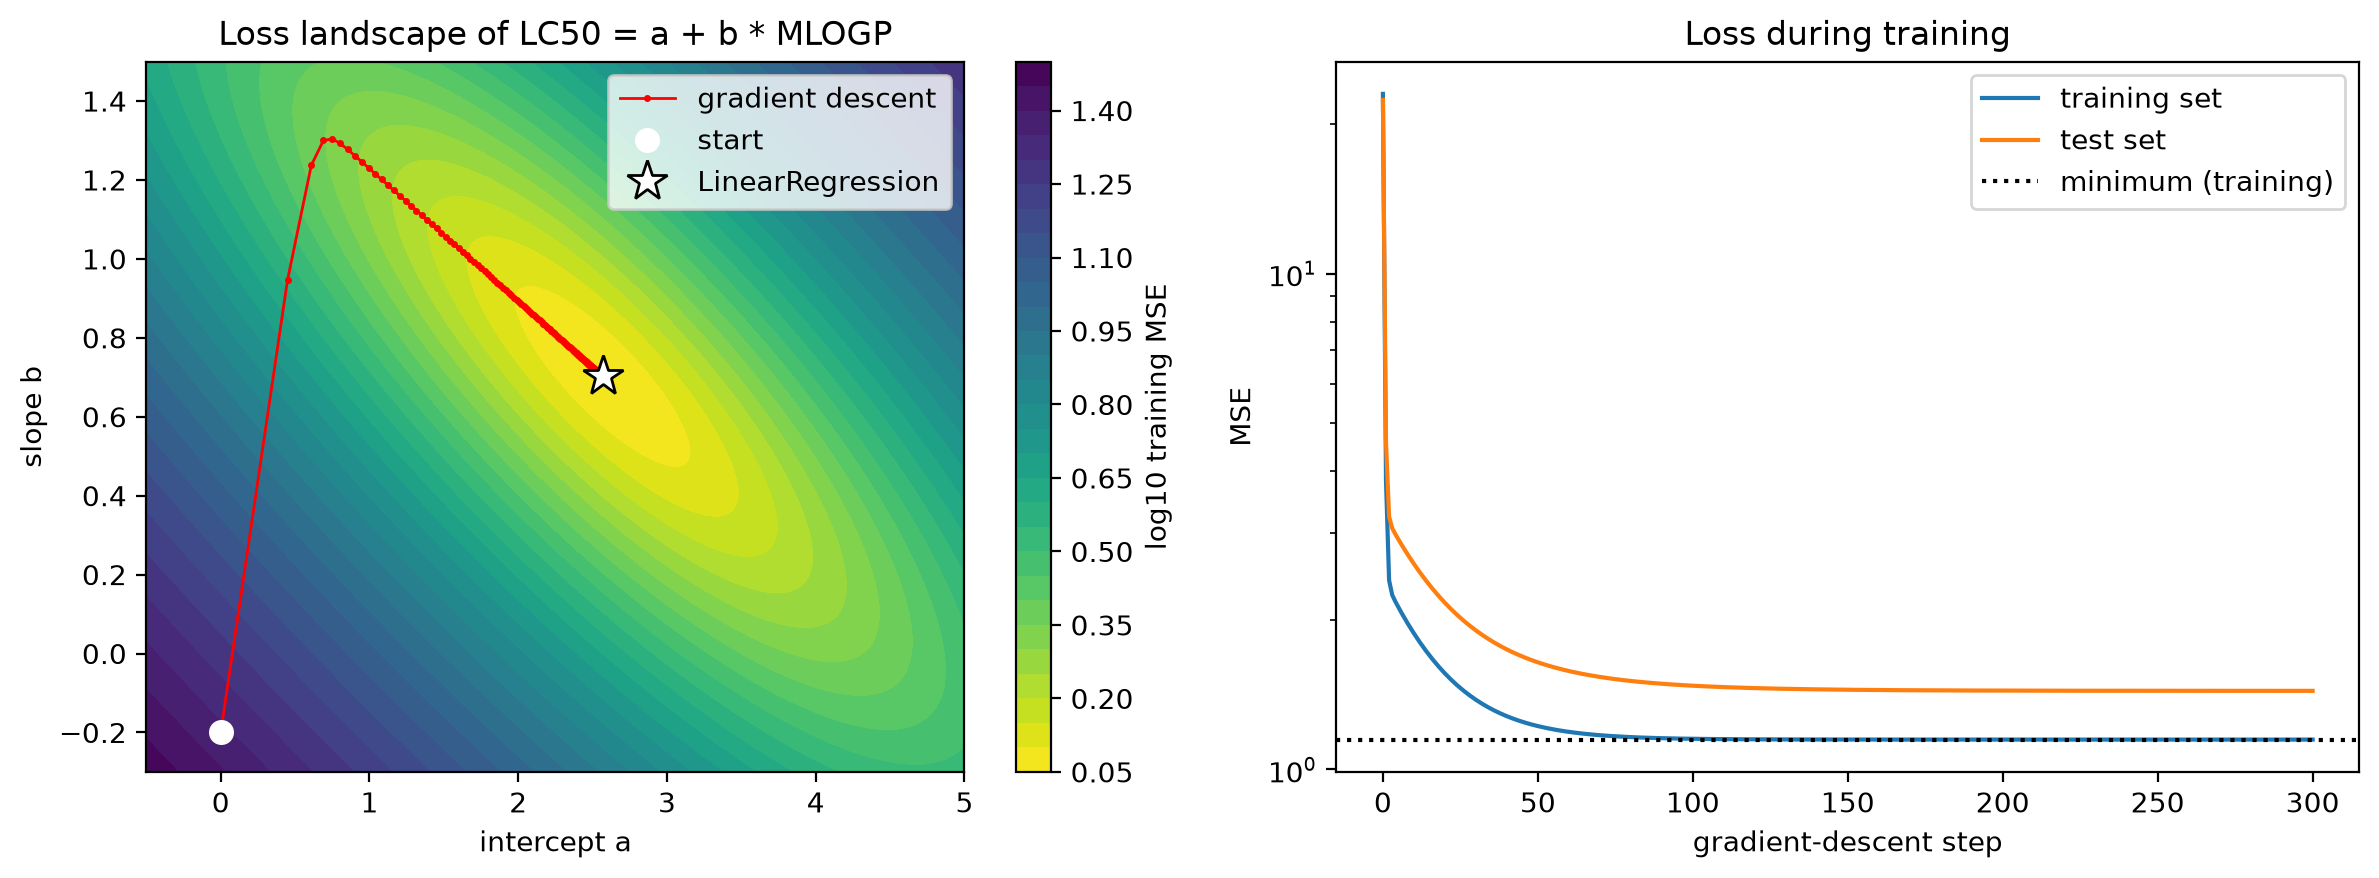 Loss landscape of LC50 = a + b * MLOGP
gradient descent
start
LinearRegression
1.4
1.2
1.0
0.8
0.6
0.4
0.2
0.0
−0.2
slope b
0
1
2
3
4
5
intercept a
1.40
1.25
1.10
0.95
0.80
0.65
0.50
0.35
0.20
0.05
log10 training MSE
Loss during training
training set
test set
minimum (training)
10¹
10⁰
MSE
0
50
100
150
200
250
300
gradient-descent step